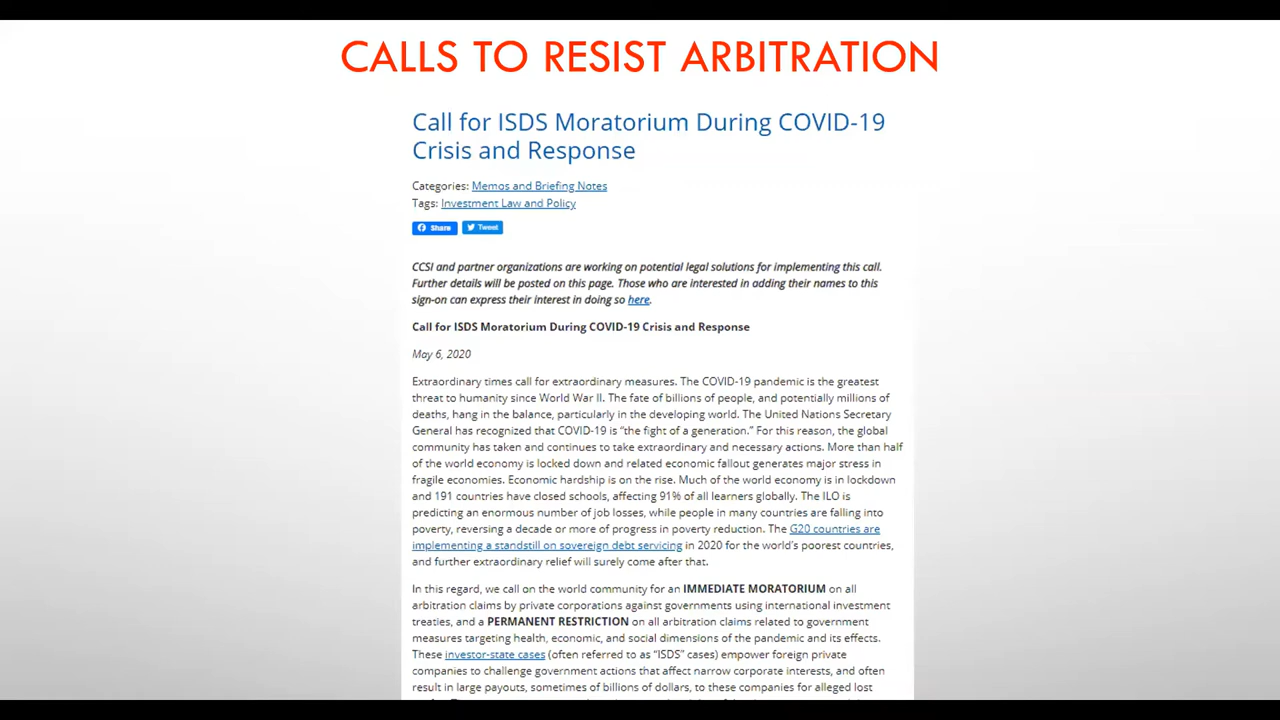 CALLS TO RESIST ARBITRATION
Call for ISDS Moratorium During COVID-19
Crisis and Response
Categories: Memos and Briefing Notes
Tags: Investment Law and Policy
Share Tweet
CCSI and partner organizations are working on potential legal solutions for implementing this call.
Further details will be posted on this page. Those who are interested in adding their names to this
sign-on can express their interest in doing so here.
Call for ISDS Moratorium During COVID-19 Crisis and Response
May 6, 2020
Extraordinary times call for extraordinary measures. The COVID-19 pandemic is the greatest
threat to humanity since World War II. The fate of billions of people, and potentially millions of
deaths, hang in the balance, particularly in the developing world. The United Nations Secretary
General has recognized that COVID-19 is “the fight of a generation.” For this reason, the global
community has taken and continues to take extraordinary and necessary actions. More than half
of the world economy is locked down and related economic fallout generates major stress in
fragile economies. Economic hardship is on the rise. Much of the world economy is in lockdown
and 191 countries have closed schools, affecting 91% of all learners globally. The ILO is
predicting an enormous number of job losses, while people in many countries are falling into
poverty, reversing a decade or more of progress in poverty reduction. The G20 countries are
implementing a standstill on sovereign debt servicing in 2020 for the world’s poorest countries,
and further extraordinary relief will surely come after that.
In this regard, we call on the world community for an IMMEDIATE MORATORIUM on all
arbitration claims by private corporations against governments using international investment
treaties, and a PERMANENT RESTRICTION on all arbitration claims related to government
measures targeting health, economic, and social dimensions of the pandemic and its effects.
These investor-state cases (often referred to as “ISDS” cases) empower foreign private
companies to challenge government actions that affect narrow corporate interests, and often
result in large payouts, sometimes of billions of dollars, to these companies for alleged lost